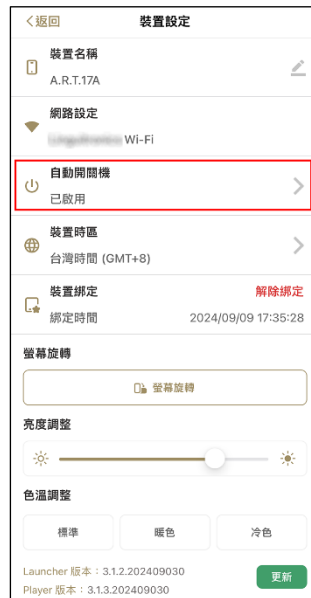 <返回 裝置設定
裝置名稱
A.R.T.17A
網路設定
Wi-Fi
自動開關機
已啟用
裝置時區
台灣時間 (GMT+8)
裝置綁定 解除綁定
綁定時間 2024/09/09 17:35:28
螢幕旋轉
螢幕旋轉
亮度調整
色溫調整
標準 暖色 冷色
Launcher 版本：3.1.2.202409030
Player 版本：3.1.3.202409030 更新